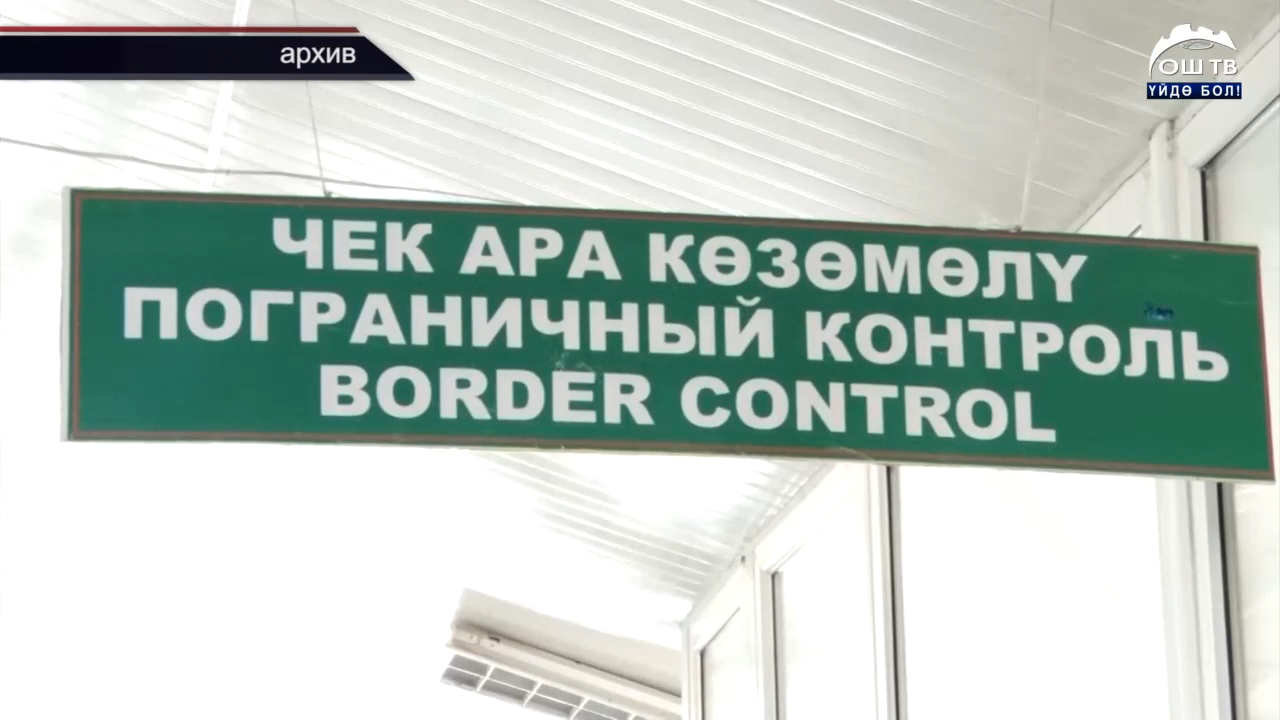 архив
ОШ ТВ
ҮЙДӨ БОЛ!
ЧЕК АРА КӨЗӨМӨЛҮ
ПОГРАНИЧНЫЙ КОНТРОЛЬ
BORDER CONTROL